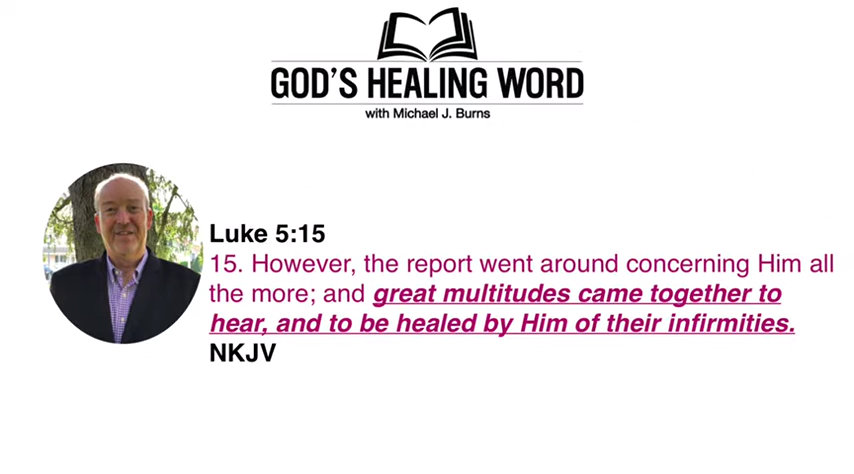 GOD'S HEALING WORD
with Michael J. Burns
Luke 5:15
15. However, the report went around concerning Him all
the more; and great multitudes came together to
hear, and to be healed by Him of their infirmities.
NKJV